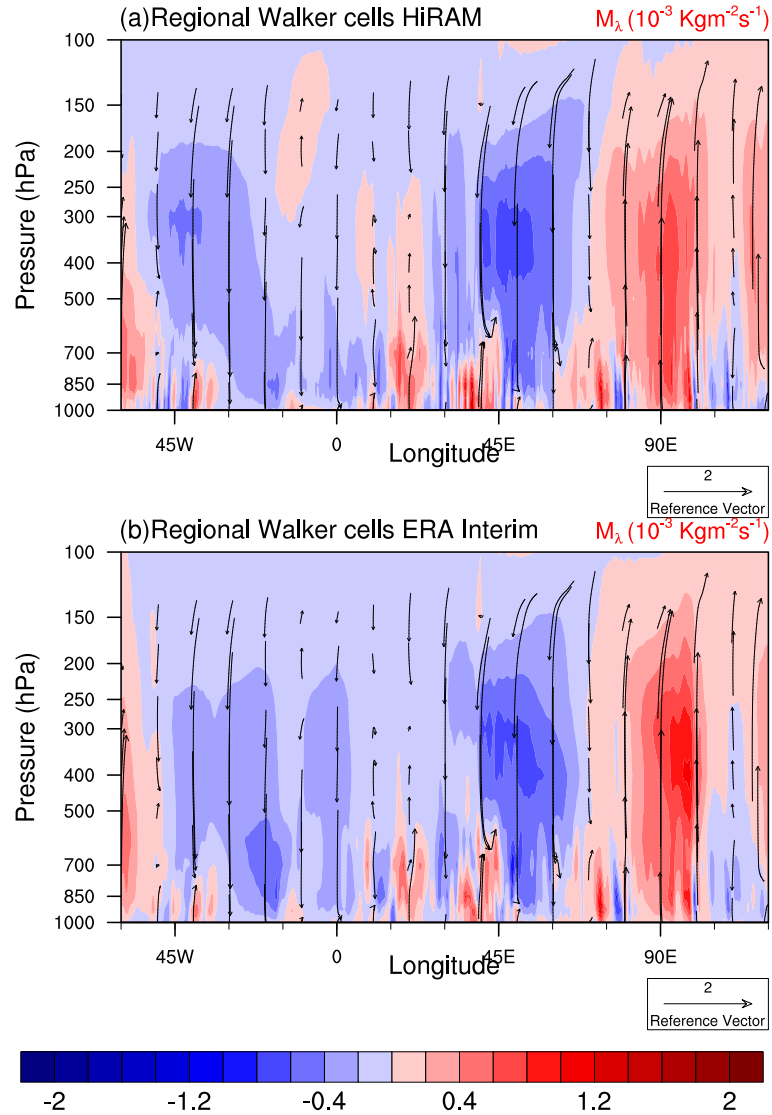 (a)Regional Walker cells HiRAM M_λ (10⁻³ Kgm⁻²s⁻¹)
100
150
200
250
300
400
500
700
850
1000
Pressure (hPa)
45W 0 45E 90E
Longitude
2
Reference Vector
(b)Regional Walker cells ERA Interim M_λ (10⁻³ Kgm⁻²s⁻¹)
100
150
200
250
300
400
500
700
850
1000
Pressure (hPa)
45W 0 45E 90E
Longitude
2
Reference Vector
-2 -1.2 -0.4 0.4 1.2 2